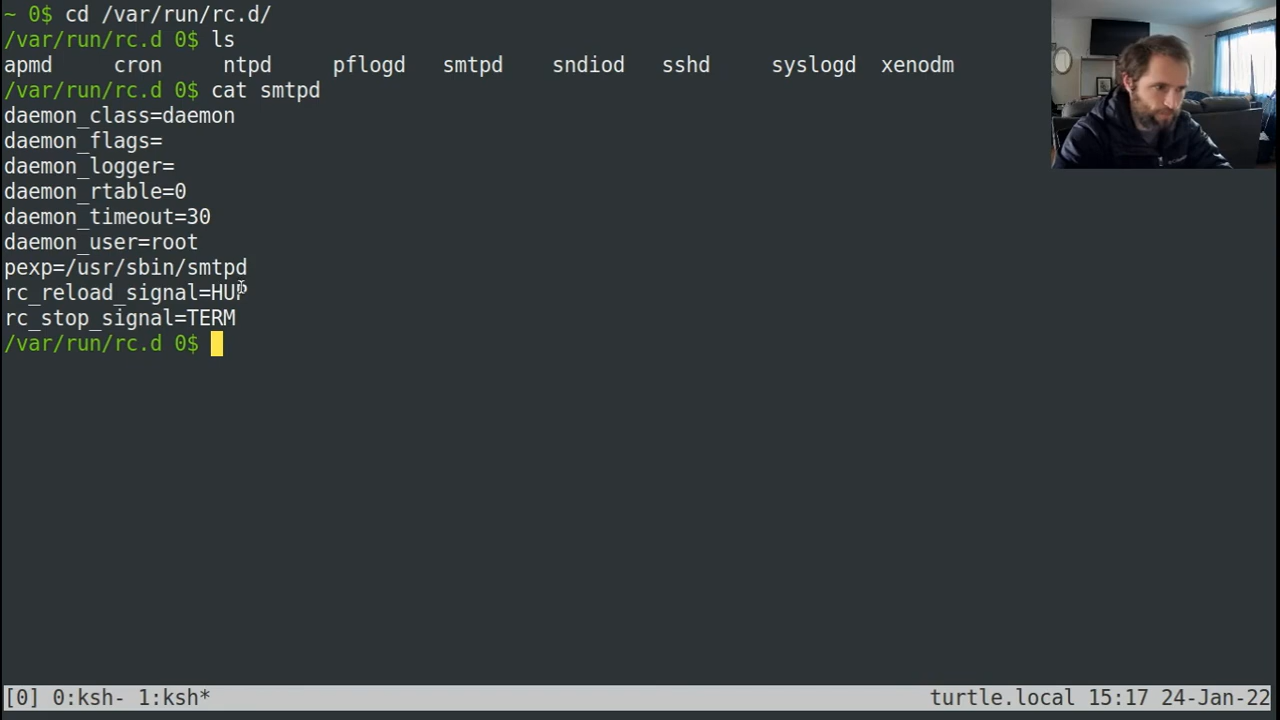 ~ 0$ cd /var/run/rc.d/
/var/run/rc.d 0$ ls
apmd cron ntpd pflogd smtpd sndiod sshd syslogd xenodm
/var/run/rc.d 0$ cat smtpd
daemon_class=daemon
daemon_flags=
daemon_logger=
daemon_rtable=0
daemon_timeout=30
daemon_user=root
pexp=/usr/sbin/smtpd
rc_reload_signal=HUP
rc_stop_signal=TERM
/var/run/rc.d 0$
[0] 0:ksh- 1:ksh* turtle.local 15:17 24-Jan-22